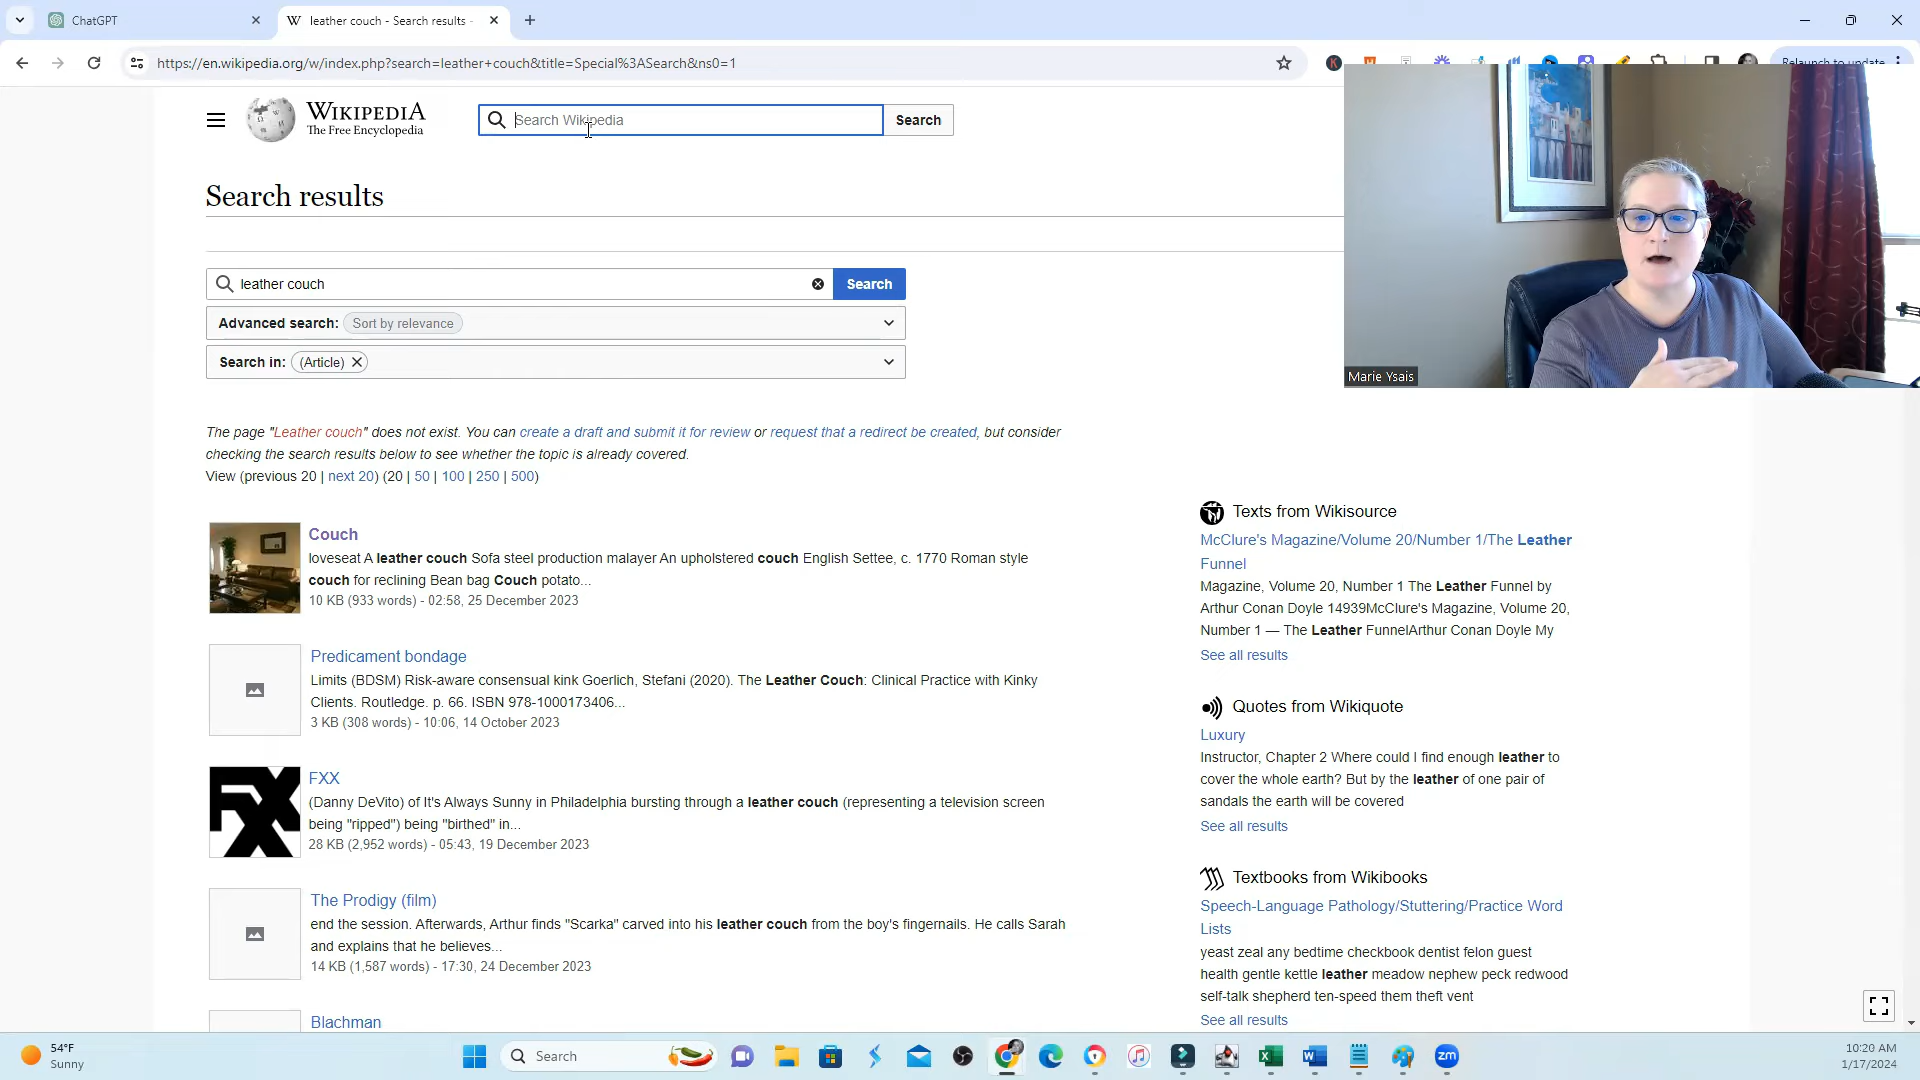 ChatGPT
leather couch - Search results -
https://en.wikipedia.org/w/index.php?search=leather+couch&title=Special%3ASearch&ns0=1
WIKIPEDIA
The Free Encyclopedia
Search Wikipedia
Search
Search results
leather couch
Search
Advanced search: Sort by relevance
Search in: (Article)
Marie Ysais
The page "Leather couch" does not exist. You can create a draft and submit it for review or request that a redirect be created, but consider
checking the search results below to see whether the topic is already covered.
View (previous 20 | next 20) (20 | 50 | 100 | 250 | 500)
Couch
loveseat A leather couch Sofa steel production malayer An upholstered couch English Settee, c. 1770 Roman style
couch for reclining Bean bag Couch potato...
10 KB (933 words) - 02:58, 25 December 2023
Predicament bondage
Limits (BDSM) Risk-aware consensual kink Goerlich, Stefani (2020). The Leather Couch: Clinical Practice with Kinky
Clients. Routledge. p. 66. ISBN 978-1000173406...
3 KB (308 words) - 10:06, 14 October 2023
FXX
FXX
(Danny DeVito) of It's Always Sunny in Philadelphia bursting through a leather couch (representing a television screen
being "ripped") being "birthed" in...
28 KB (2,952 words) - 05:43, 19 December 2023
The Prodigy (film)
end the session. Afterwards, Arthur finds "Scarka" carved into his leather couch from the boy's fingernails. He calls Sarah
and explains that he believes...
14 KB (1,587 words) - 17:30, 24 December 2023
Blachman
Texts from Wikisource
McClure's Magazine/Volume 20/Number 1/The Leather
Funnel
Magazine, Volume 20, Number 1 The Leather Funnel by
Arthur Conan Doyle 14939McClure's Magazine, Volume 20,
Number 1 — The Leather FunnelArthur Conan Doyle My
See all results
Quotes from Wikiquote
Luxury
Instructor, Chapter 2 Where could I find enough leather to
cover the whole earth? But by the leather of one pair of
sandals the earth will be covered
See all results
Textbooks from Wikibooks
Speech-Language Pathology/Stuttering/Practice Word
Lists
yeast zeal any bedtime checkbook dentist felon guest
health gentle kettle leather meadow nephew peck redwood
self-talk shepherd ten-speed them theft vent
See all results
54°F
Sunny
Search
zm
10:20 AM
1/17/2024